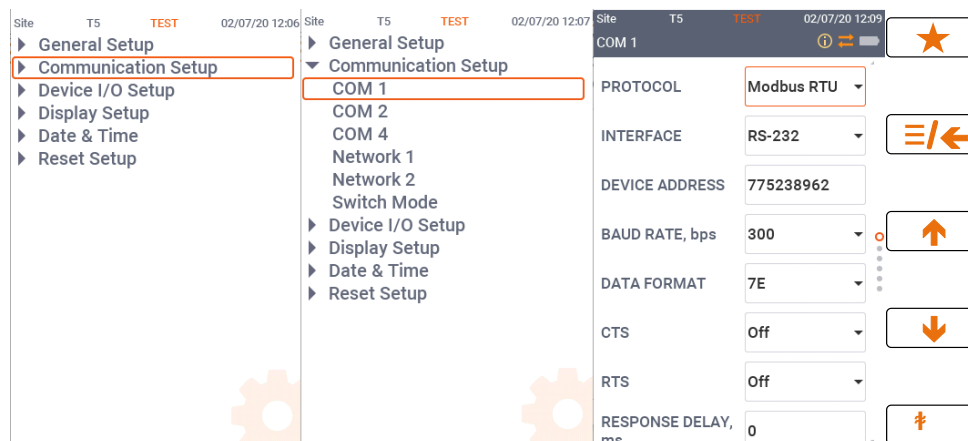 Site T5 TEST 02/07/20 12:06
General Setup
Communication Setup
Device I/O Setup
Display Setup
Date & Time
Reset Setup
Site T5 TEST 02/07/20 12:07
General Setup
Communication Setup
COM 1
COM 2
COM 4
Network 1
Network 2
Switch Mode
Device I/O Setup
Display Setup
Date & Time
Reset Setup
Site T5 TEST 02/07/20 12:09
COM 1
PROTOCOL Modbus RTU
INTERFACE RS-232
DEVICE ADDRESS 775238962
BAUD RATE, bps 300
DATA FORMAT 7E
CTS Off
RTS Off
RESPONSE DELAY, 0
ms